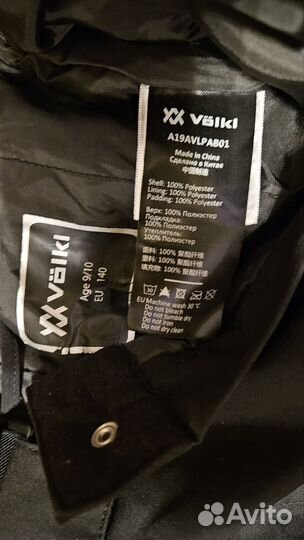 Völkl
A19AVLPAB01
Made in China
Сделано в Китае
中国制造
Shell: 100% Polyester
Lining: 100% Polyester
Padding: 100% Polyester
Верх: 100% Полиэстер
Подкладка:
100% Полиэстер
Утеплитель:
100% Полиэстер
面料: 100% 聚酯纤维
里料: 100% 聚酯纤维
填充物: 100% 聚酯纤维
30
EU Machine wash 30 °C
Do not bleach
Do not tumble dry
Do not iron
Do not dry clean
Völkl
Age 9/10
EU 140
Avito